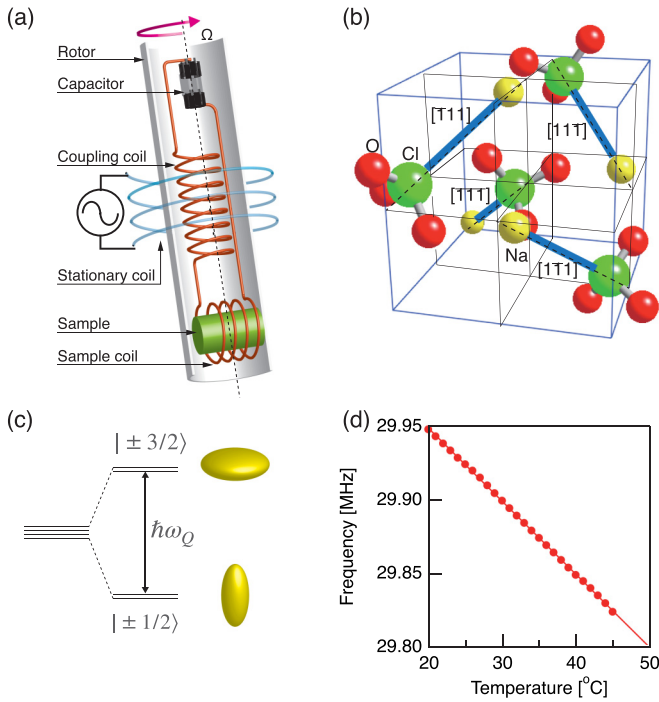 (a)
Ω
Rotor
Capacitor
Coupling coil
Stationary coil
Sample
Sample coil
(b)
[1̄11]
[111̄]
O
Cl
[1̄1̄1̄]
Na
[11̄1]
(c)
|± 3/2⟩
ℏω_Q
|± 1/2⟩
(d)
29.95
29.90
29.85
29.80
Frequency [MHz]
20
30
40
50
Temperature [°C]